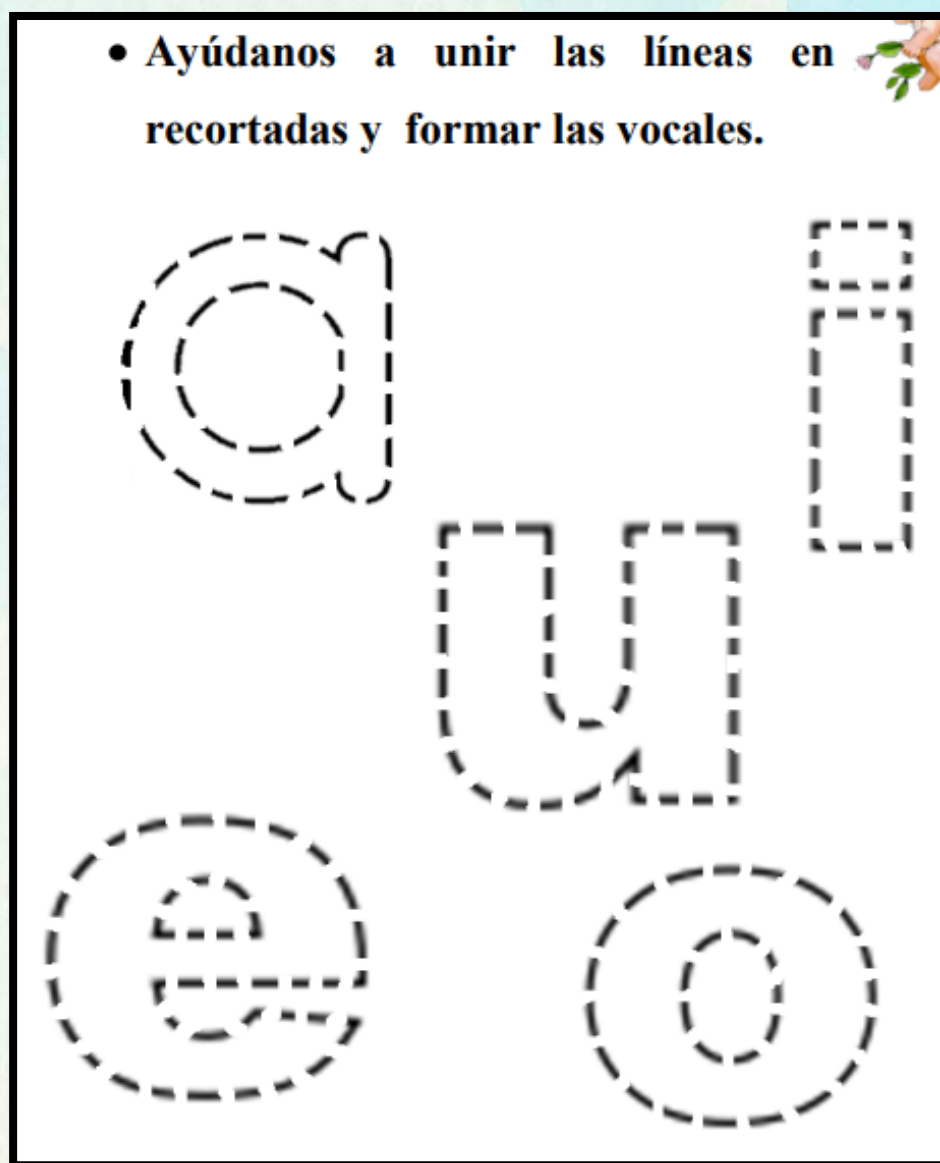 • Ayúdanos a unir las líneas en
recortadas y formar las vocales.
a i
u
e o